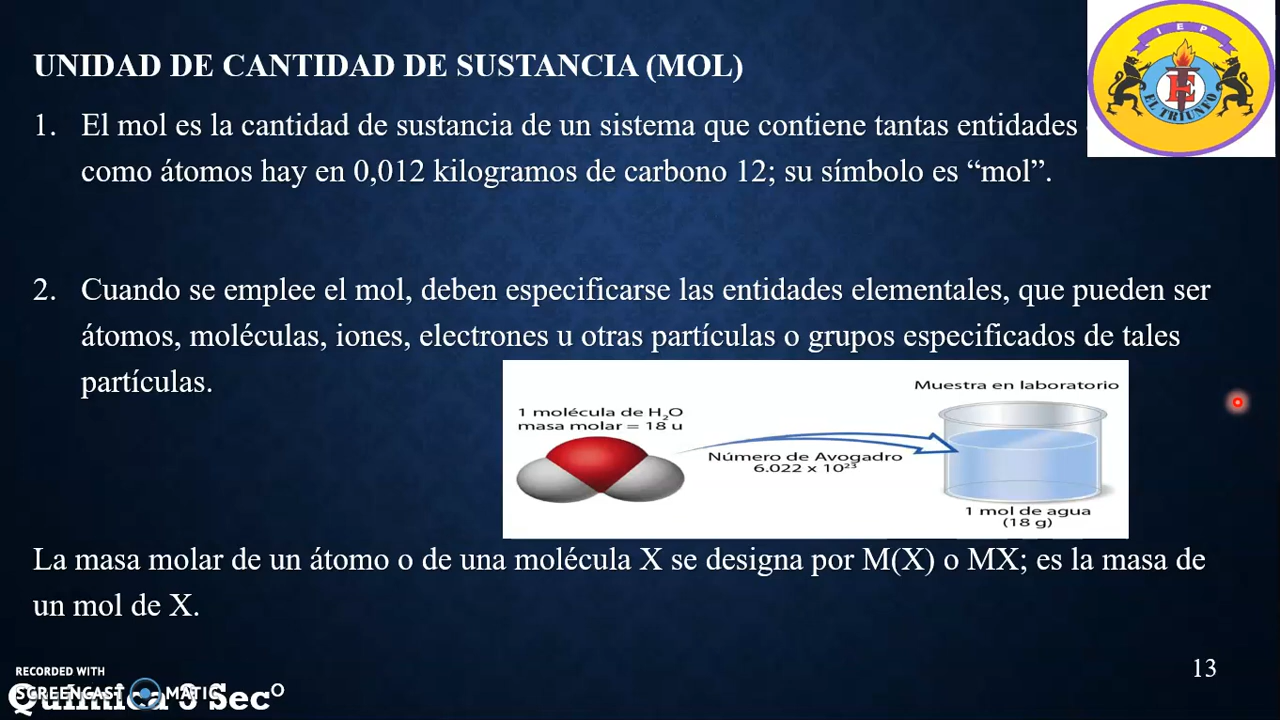 IEP
EL TRIUNFO
UNIDAD DE CANTIDAD DE SUSTANCIA (MOL)
1. El mol es la cantidad de sustancia de un sistema que contiene tantas entidades
como átomos hay en 0,012 kilogramos de carbono 12; su símbolo es “mol”.
2. Cuando se emplee el mol, deben especificarse las entidades elementales, que pueden ser
átomos, moléculas, iones, electrones u otras partículas o grupos especificados de tales
partículas.
1 molécula de H₂O
masa molar = 18 u
Número de Avogadro
6.022 x 10²³
Muestra en laboratorio
1 mol de agua
(18 g)
La masa molar de un átomo o de una molécula X se designa por M(X) o MX; es la masa de
un mol de X.
13
RECORDED WITH
SCREENCAST MATIC
Química 3 Secº